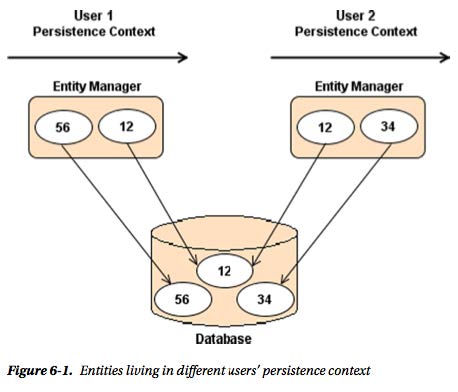 User 1
Persistence Context
User 2
Persistence Context
Entity Manager
Entity Manager
56
12
12
34
12
56
34
Database
Figure 6-1. Entities living in different users' persistence context